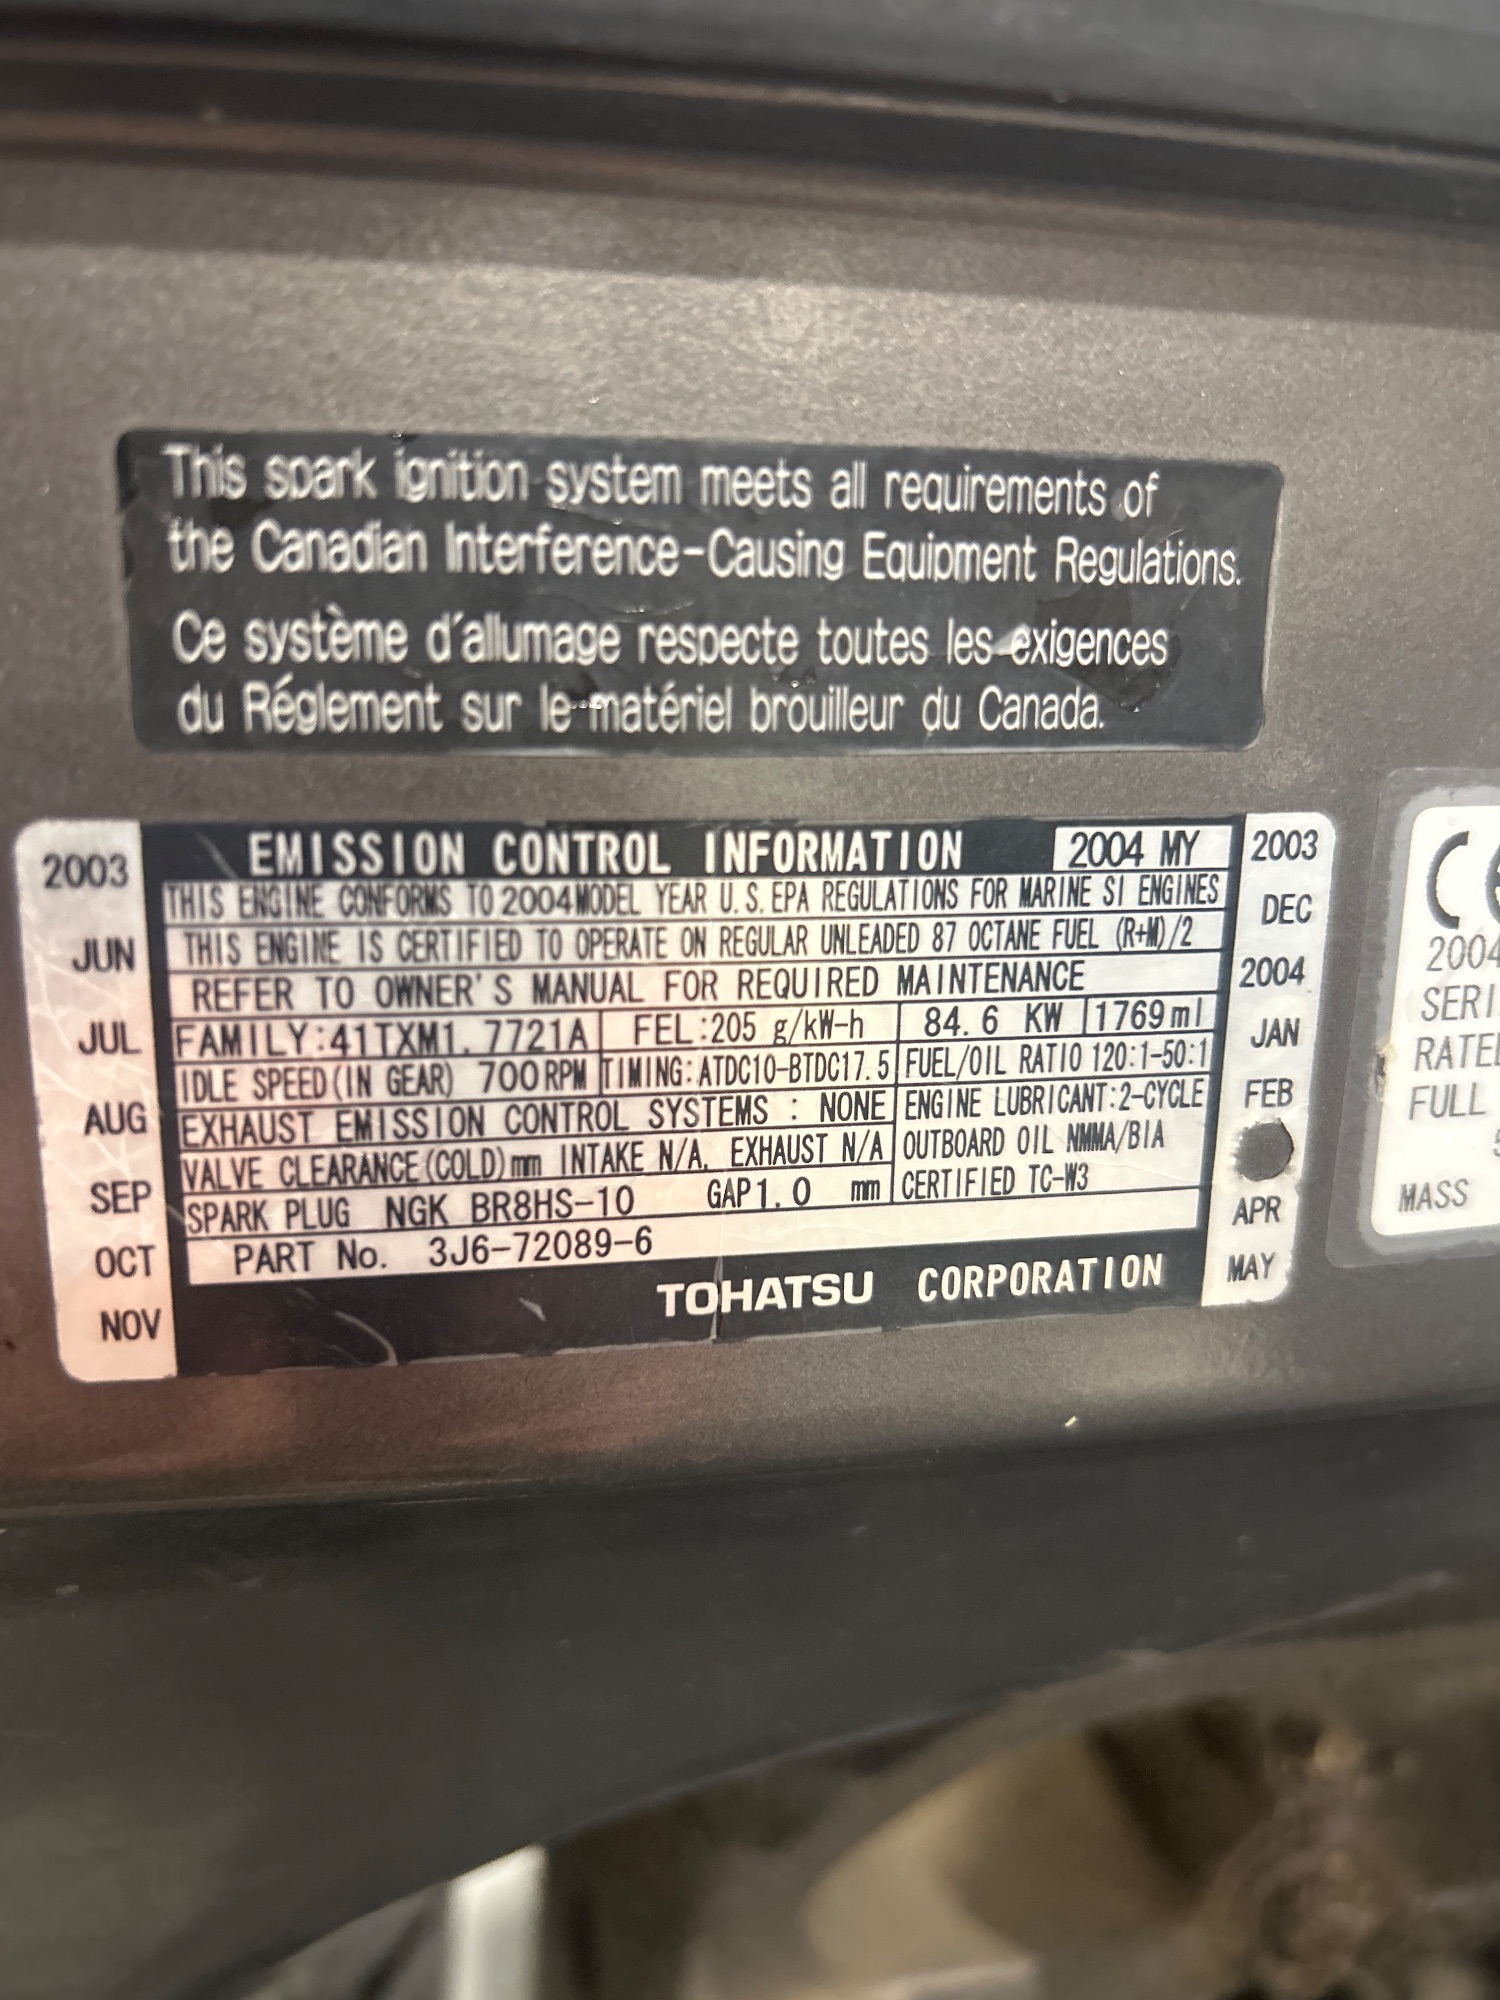 This spark ignition system meets all requirements of
the Canadian Interference-Causing Equipment Regulations.
Ce système d'allumage respecte toutes les exigences
du Réglement sur le matériel brouilleur du Canada.
2003
JUN
JUL
AUG
SEP
OCT
NOV
EMISSION CONTROL INFORMATION 2004 MY
THIS ENGINE CONFORMS TO 2004 MODEL YEAR U.S. EPA REGULATIONS FOR MARINE SI ENGINES
THIS ENGINE IS CERTIFIED TO OPERATE ON REGULAR UNLEADED 87 OCTANE FUEL (R+M)/2
REFER TO OWNER'S MANUAL FOR REQUIRED MAINTENANCE
FAMILY:41TXM1.7721A FEL:205 g/kW-h 84.6 KW 1769ml
IDLE SPEED(IN GEAR) 700RPM TIMING:ATDC10-BTDC17.5 FUEL/OIL RATIO 120:1-50:1
EXHAUST EMISSION CONTROL SYSTEMS : NONE ENGINE LUBRICANT:2-CYCLE
VALVE CLEARANCE(COLD)mm INTAKE N/A, EXHAUST N/A OUTBOARD OIL NMMA/BIA
SPARK PLUG NGK BR8HS-10 GAP1.0 mm CERTIFIED TC-W3
PART No. 3J6-72089-6
TOHATSU CORPORATION
2003
DEC
2004
JAN
FEB
APR
MAY
CE
2004
SERI
RATE
FULL
MASS